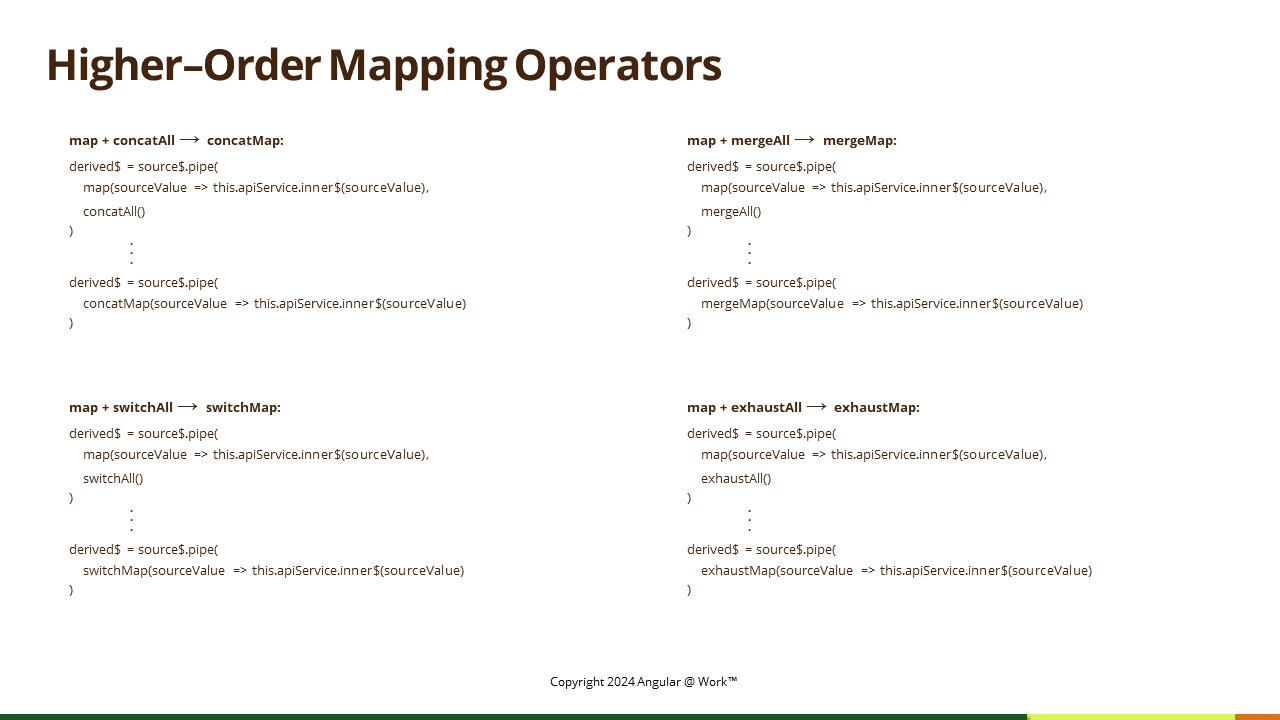 Higher–Order Mapping Operators
map + concatAll ⟶ concatMap:
derived$ = source$.pipe(
map(sourceValue => this.apiService.inner$(sourceValue),
concatAll()
)
⋮
derived$ = source$.pipe(
concatMap(sourceValue => this.apiService.inner$(sourceValue)
)
map + mergeAll ⟶ mergeMap:
derived$ = source$.pipe(
map(sourceValue => this.apiService.inner$(sourceValue),
mergeAll()
)
⋮
derived$ = source$.pipe(
mergeMap(sourceValue => this.apiService.inner$(sourceValue)
)
map + switchAll ⟶ switchMap:
derived$ = source$.pipe(
map(sourceValue => this.apiService.inner$(sourceValue),
switchAll()
)
⋮
derived$ = source$.pipe(
switchMap(sourceValue => this.apiService.inner$(sourceValue)
)
map + exhaustAll ⟶ exhaustMap:
derived$ = source$.pipe(
map(sourceValue => this.apiService.inner$(sourceValue),
exhaustAll()
)
⋮
derived$ = source$.pipe(
exhaustMap(sourceValue => this.apiService.inner$(sourceValue)
)
Copyright 2024 Angular @ Work™